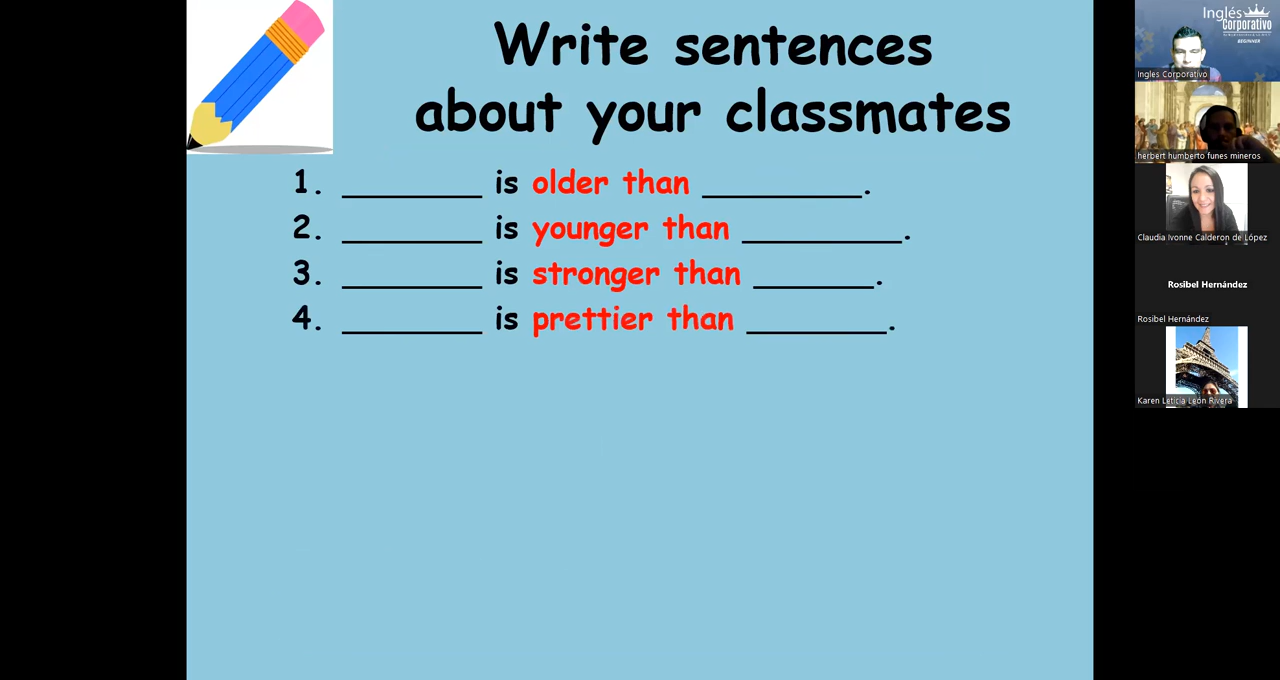 Write sentences
about your classmates
1. ________ is older than _________.
2. ________ is younger than _________.
3. ________ is stronger than _______.
4. ________ is prettier than ________.
Inglés
Corporativo
BEGINNER
Ingles Corporativo
herbert humberto funes mineros
Claudia Ivonne Calderon de López
Rosibel Hernández
Rosibel Hernández
Karen Leticia León Rivera